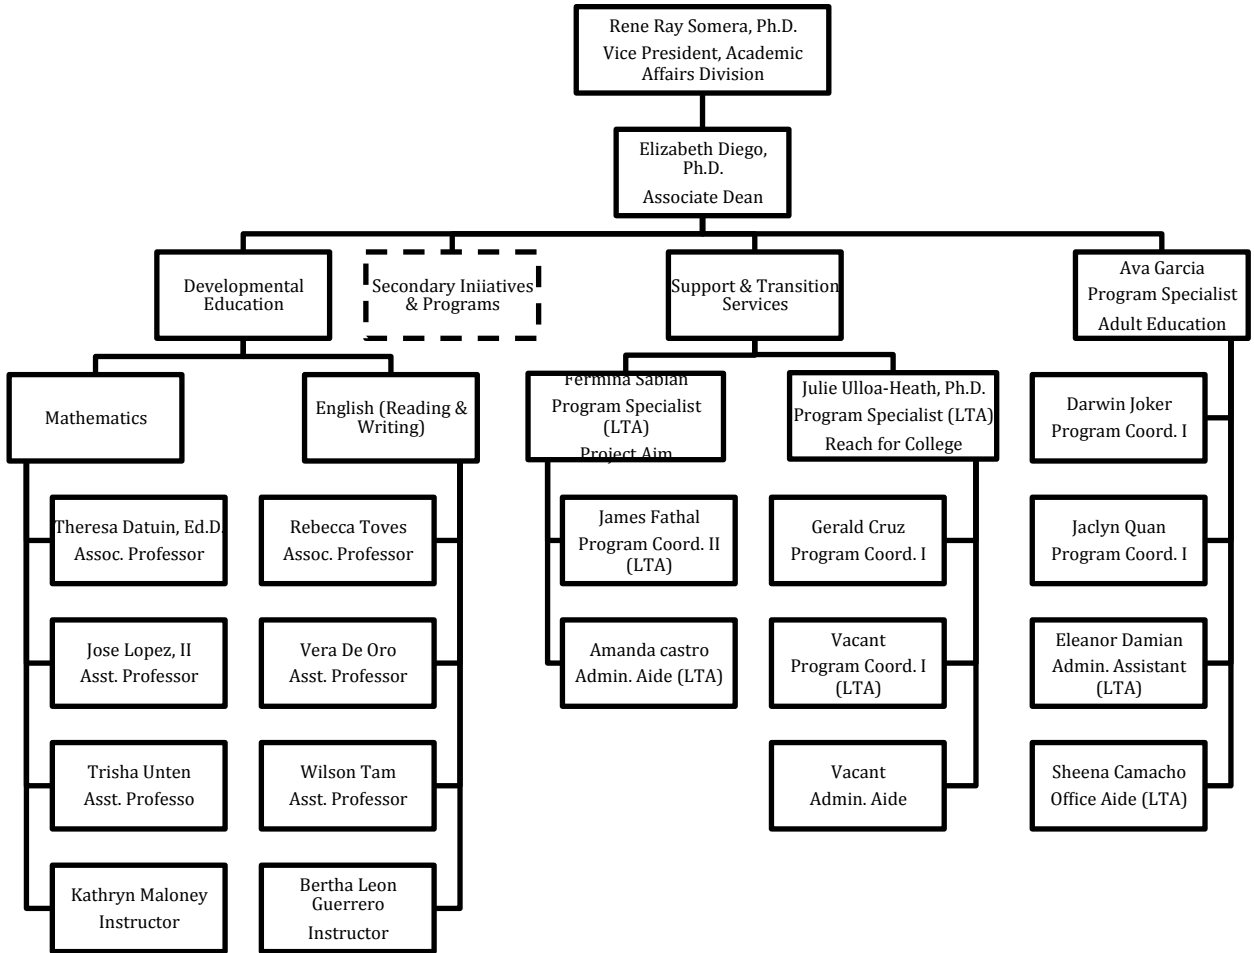 Rene Ray Somera, Ph.D.
Vice President, Academic
Affairs Division
Elizabeth Diego,
Ph.D.
Associate Dean
Developmental
Education
Secondary Iniiatives
& Programs
Support & Transition
Services
Ava Garcia
Program Specialist
Adult Education
Mathematics
English (Reading &
Writing)
Fermina Sablan
Program Specialist
(LTA)
Project Aim
Julie Ulloa-Heath, Ph.D.
Program Specialist (LTA)
Reach for College
Darwin Joker
Program Coord. I
Theresa Datuin, Ed.D.
Assoc. Professor
Rebecca Toves
Assoc. Professor
James Fathal
Program Coord. II
(LTA)
Gerald Cruz
Program Coord. I
Jaclyn Quan
Program Coord. I
Jose Lopez, II
Asst. Professor
Vera De Oro
Asst. Professor
Amanda castro
Admin. Aide (LTA)
Vacant
Program Coord. I
(LTA)
Eleanor Damian
Admin. Assistant
(LTA)
Trisha Unten
Asst. Professo
Wilson Tam
Asst. Professor
Vacant
Admin. Aide
Sheena Camacho
Office Aide (LTA)
Kathryn Maloney
Instructor
Bertha Leon
Guerrero
Instructor